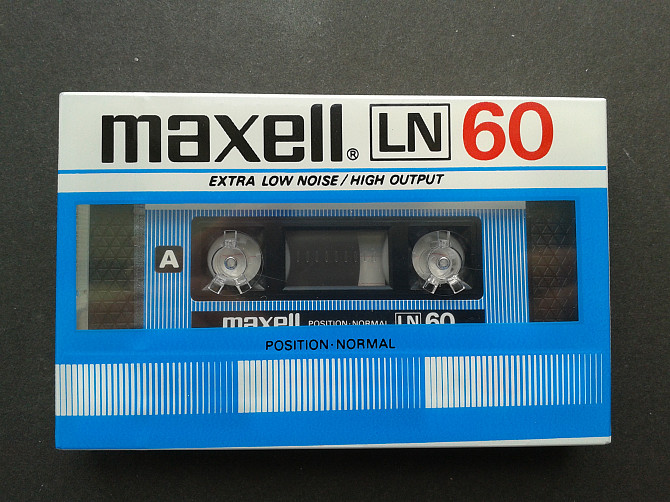 maxell® LN 60
EXTRA LOW NOISE/HIGH OUTPUT
A
maxell POSITION·NORMAL LN 60
POSITION·NORMAL